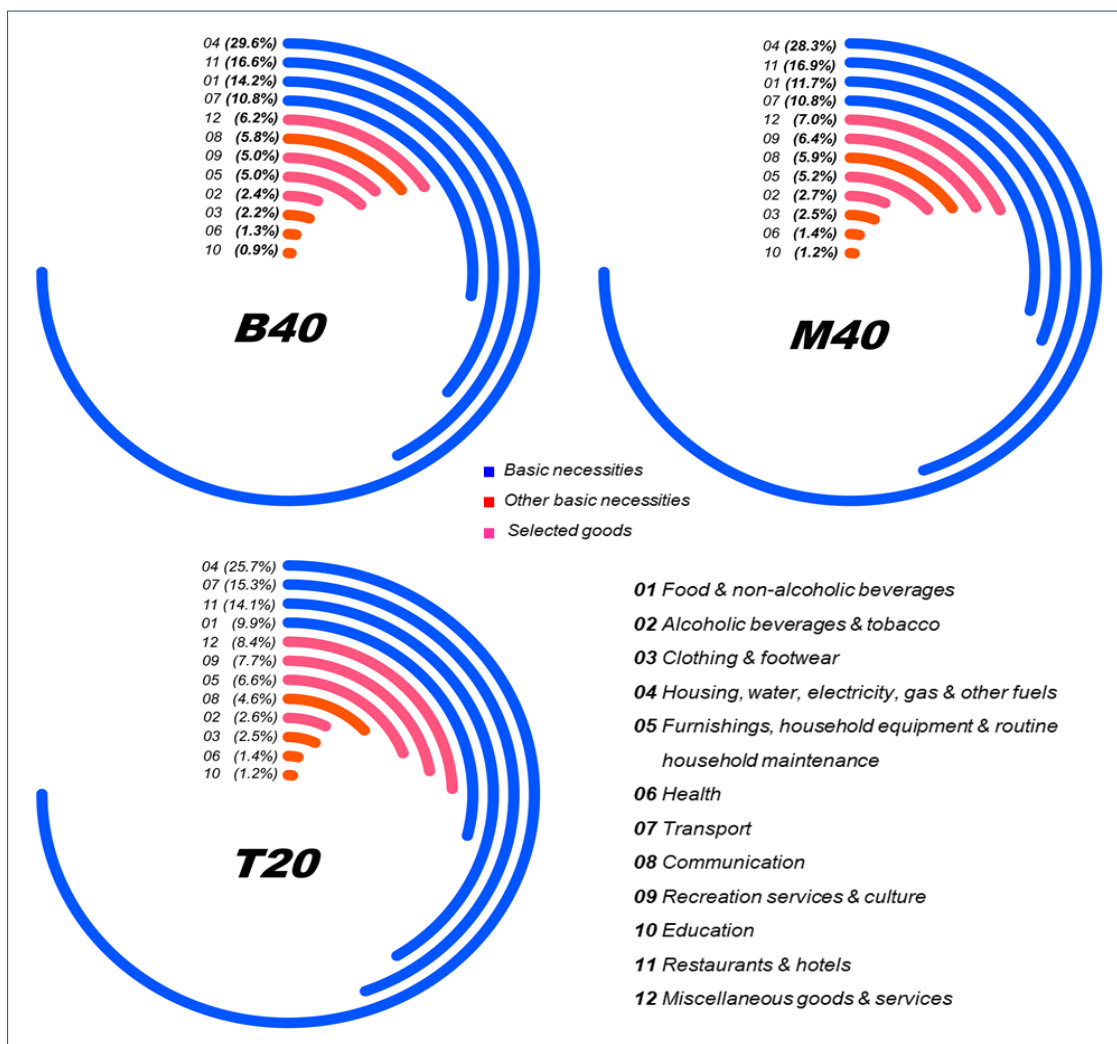 04 (29.6%)
11 (16.6%)
01 (14.2%)
07 (10.8%)
12 (6.2%)
08 (5.8%)
09 (5.0%)
05 (5.0%)
02 (2.4%)
03 (2.2%)
06 (1.3%)
10 (0.9%)
B40
04 (28.3%)
11 (16.9%)
01 (11.7%)
07 (10.8%)
12 (7.0%)
09 (6.4%)
08 (5.9%)
05 (5.2%)
02 (2.7%)
03 (2.5%)
06 (1.4%)
10 (1.2%)
M40
Basic necessities
Other basic necessities
Selected goods
04 (25.7%)
07 (15.3%)
11 (14.1%)
01 (9.9%)
12 (8.4%)
09 (7.7%)
05 (6.6%)
08 (4.6%)
02 (2.6%)
03 (2.5%)
06 (1.4%)
10 (1.2%)
T20
01 Food & non-alcoholic beverages
02 Alcoholic beverages & tobacco
03 Clothing & footwear
04 Housing, water, electricity, gas & other fuels
05 Furnishings, household equipment & routine
household maintenance
06 Health
07 Transport
08 Communication
09 Recreation services & culture
10 Education
11 Restaurants & hotels
12 Miscellaneous goods & services